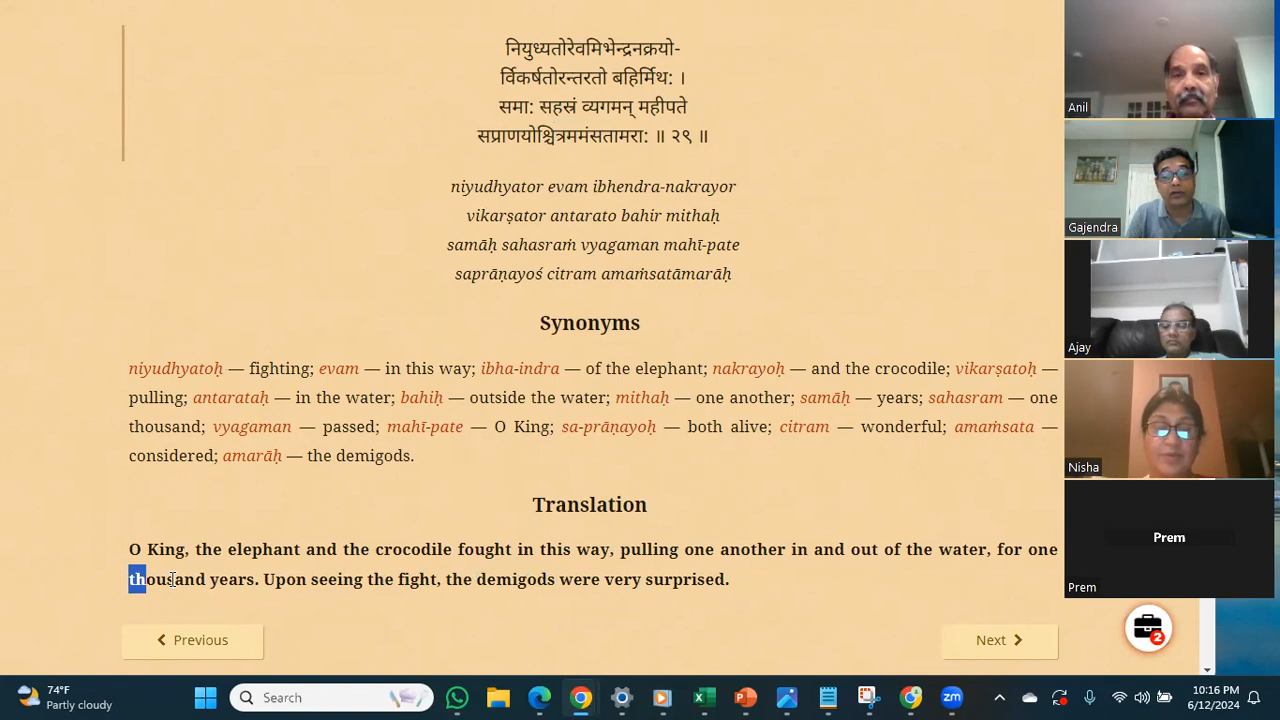 नियुध्यतोरेवमिभेन्द्रनक्रयो-
र्विकर्षतोरन्तरतो बहिर्मिथ: ।
समा: सहस्रं व्यगमन् महीपते
सप्राणयोश्चित्रममंसतामरा: ॥ २९ ॥
niyudhyator evam ibhendra-nakrayor
vikarṣator antarato bahir mithaḥ
samāḥ sahasraṁ vyagaman mahī-pate
saprāṇayoś citram amaṁsatāmarāḥ
Synonyms
niyudhyatoḥ — fighting; evam — in this way; ibha-indra — of the elephant; nakrayoḥ — and the crocodile; vikarṣatoḥ —
pulling; antarataḥ — in the water; bahiḥ — outside the water; mithaḥ — one another; samāḥ — years; sahasram — one
thousand; vyagaman — passed; mahī-pate — O King; sa-prāṇayoḥ — both alive; citram — wonderful; amaṁsata —
considered; amarāḥ — the demigods.
Translation
O King, the elephant and the crocodile fought in this way, pulling one another in and out of the water, for one
thousand years. Upon seeing the fight, the demigods were very surprised.
Previous
Next
Anil
Gajendra
Ajay
Nisha
Prem
Prem
2
74°F
Partly cloudy
Search
zm
10:16 PM
6/12/2024